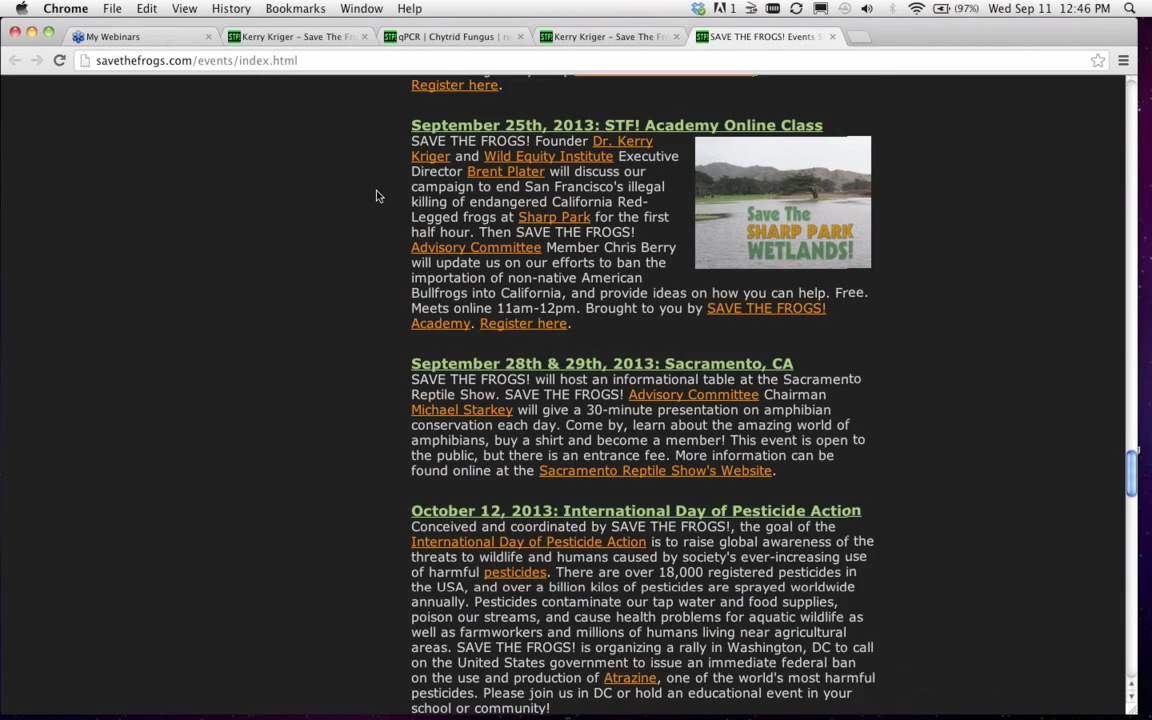 Chrome File Edit View History Bookmarks Window Help 1 (97%) Wed Sep 11 12:46 PM
My Webinars × Kerry Kriger – Save The Fr × qPCR | Chytrid Fungus | n × Kerry Kriger – Save The Fr × SAVE THE FROGS! Events S ×
savethefrogs.com/events/index.html
Register here.
September 25th, 2013: STF! Academy Online Class
SAVE THE FROGS! Founder Dr. Kerry
Kriger and Wild Equity Institute Executive
Director Brent Plater will discuss our
campaign to end San Francisco's illegal
killing of endangered California Red-
Legged frogs at Sharp Park for the first
half hour. Then SAVE THE FROGS!
Advisory Committee Member Chris Berry
will update us on our efforts to ban the
importation of non-native American
Bullfrogs into California, and provide ideas on how you can help. Free.
Meets online 11am-12pm. Brought to you by SAVE THE FROGS!
Academy. Register here.
Save The
SHARP PARK
WETLANDS!
September 28th & 29th, 2013: Sacramento, CA
SAVE THE FROGS! will host an informational table at the Sacramento
Reptile Show. SAVE THE FROGS! Advisory Committee Chairman
Michael Starkey will give a 30-minute presentation on amphibian
conservation each day. Come by, learn about the amazing world of
amphibians, buy a shirt and become a member! This event is open to
the public, but there is an entrance fee. More information can be
found online at the Sacramento Reptile Show's Website.
October 12, 2013: International Day of Pesticide Action
Conceived and coordinated by SAVE THE FROGS!, the goal of the
International Day of Pesticide Action is to raise global awareness of the
threats to wildlife and humans caused by society's ever-increasing use
of harmful pesticides. There are over 18,000 registered pesticides in
the USA, and over a billion kilos of pesticides are sprayed worldwide
annually. Pesticides contaminate our tap water and food supplies,
poison our streams, and cause health problems for aquatic wildlife as
well as farmworkers and millions of humans living near agricultural
areas. SAVE THE FROGS! is organizing a rally in Washington, DC to call
on the United States government to issue an immediate federal ban
on the use and production of Atrazine, one of the world's most harmful
pesticides. Please join us in DC or hold an educational event in your
school or community!